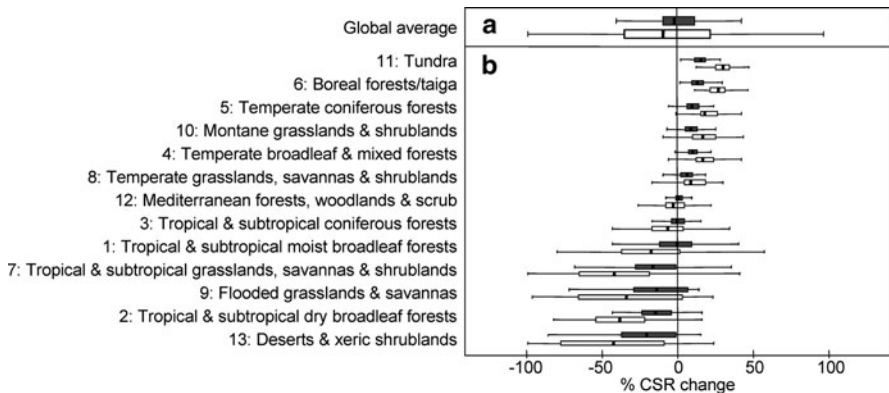 Global average
a
b
11: Tundra
6: Boreal forests/taiga
5: Temperate coniferous forests
10: Montane grasslands & shrublands
4: Temperate broadleaf & mixed forests
8: Temperate grasslands, savannas & shrublands
12: Mediterranean forests, woodlands & scrub
3: Tropical & subtropical coniferous forests
1: Tropical & subtropical moist broadleaf forests
7: Tropical & subtropical grasslands, savannas & shrublands
9: Flooded grasslands & savannas
2: Tropical & subtropical dry broadleaf forests
13: Deserts & xeric shrublands
-100 -50 0 50 100
% CSR change